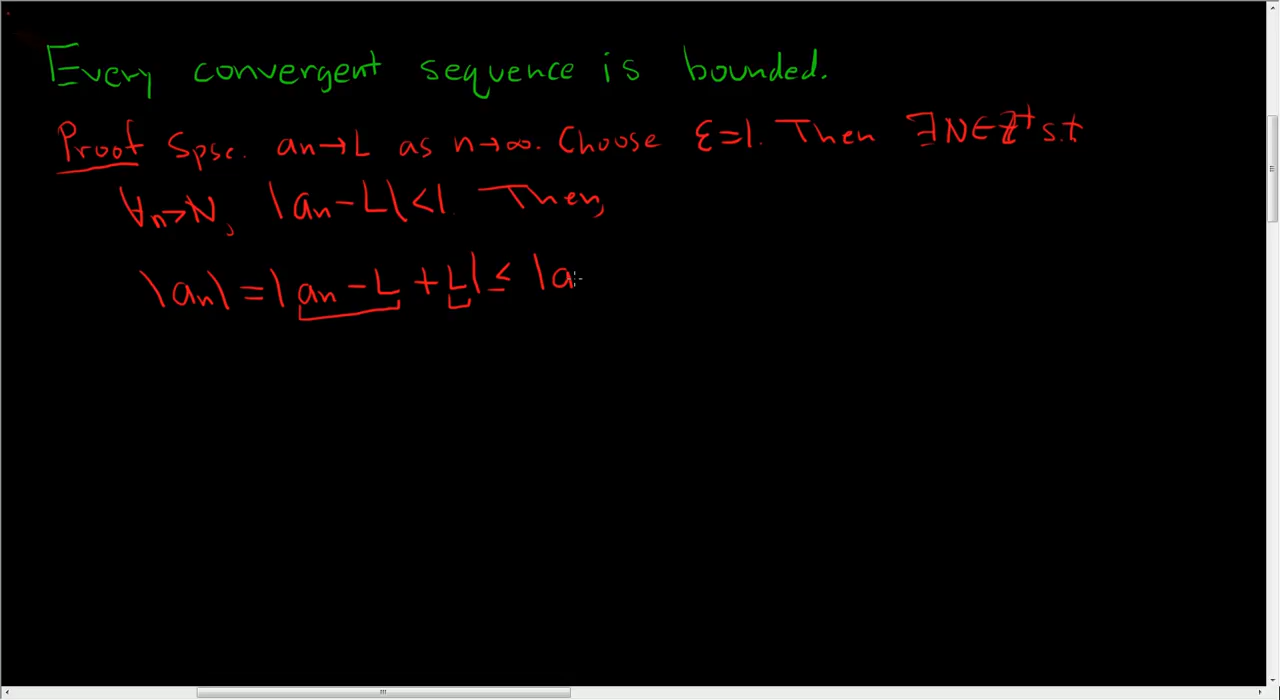 Every convergent sequence is bounded.
Proof Spse. an→L as n→∞. Choose ε=1. Then ∃N∈Z⁺ s.t
∀n>N, |an-L|<1. Then,
|an|=|an-L+L|≤|a